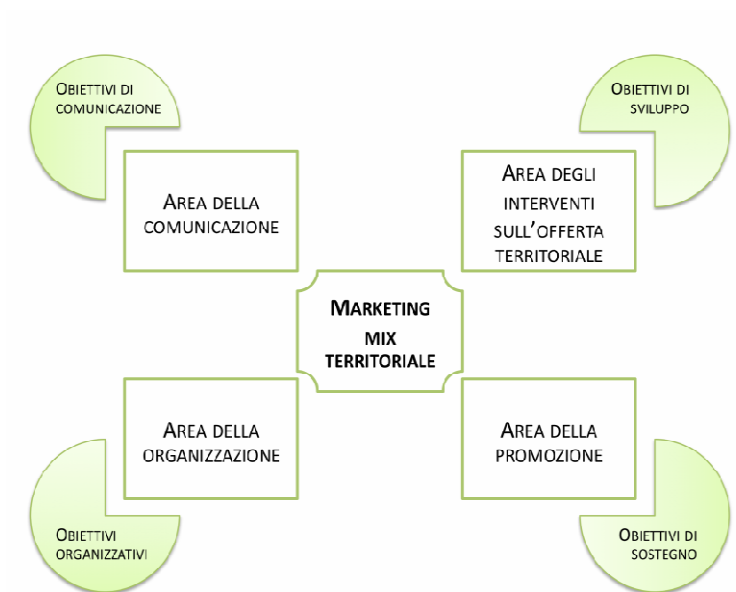 OBIETTIVI DI
COMUNICAZIONE
OBIETTIVI DI
SVILUPPO
AREA DELLA
COMUNICAZIONE
AREA DEGLI
INTERVENTI
SULL'OFFERTA
TERRITORIALE
MARKETING
MIX
TERRITORIALE
AREA DELLA
ORGANIZZAZIONE
AREA DELLA
PROMOZIONE
OBIETTIVI
ORGANIZZATIVI
OBIETTIVI DI
SOSTEGNO